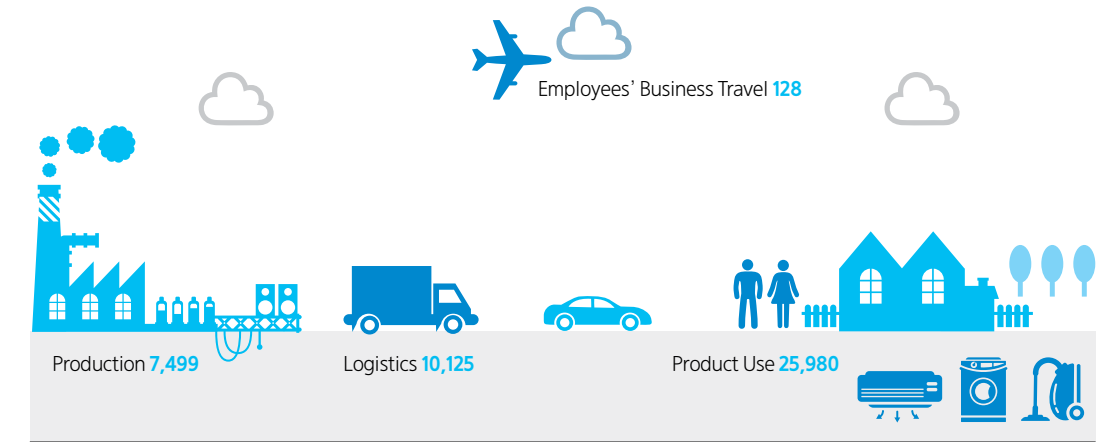 Employees’ Business Travel 128
Production 7,499
Logistics 10,125
Product Use 25,980